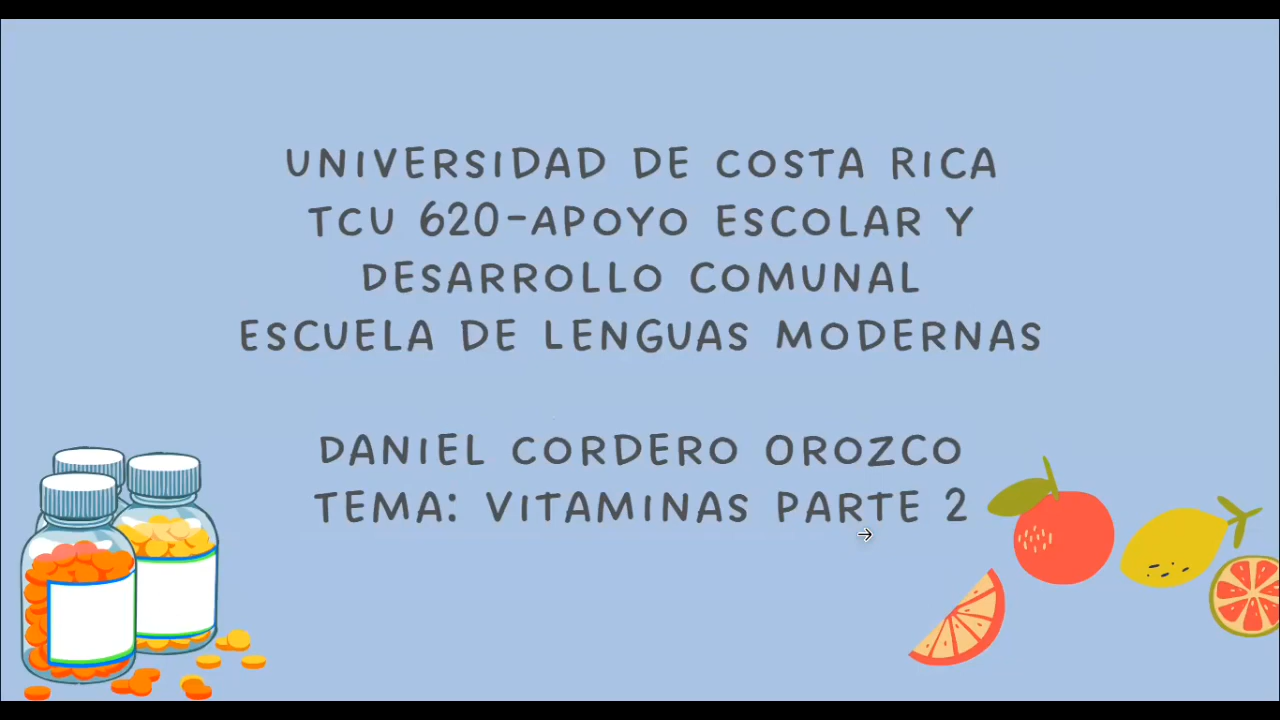 UNIVERSIDAD DE COSTA RICA
TCU 620-APOYO ESCOLAR Y
DESARROLLO COMUNAL
ESCUELA DE LENGUAS MODERNAS
DANIEL CORDERO OROZCO
TEMA: VITAMINAS PARTE 2